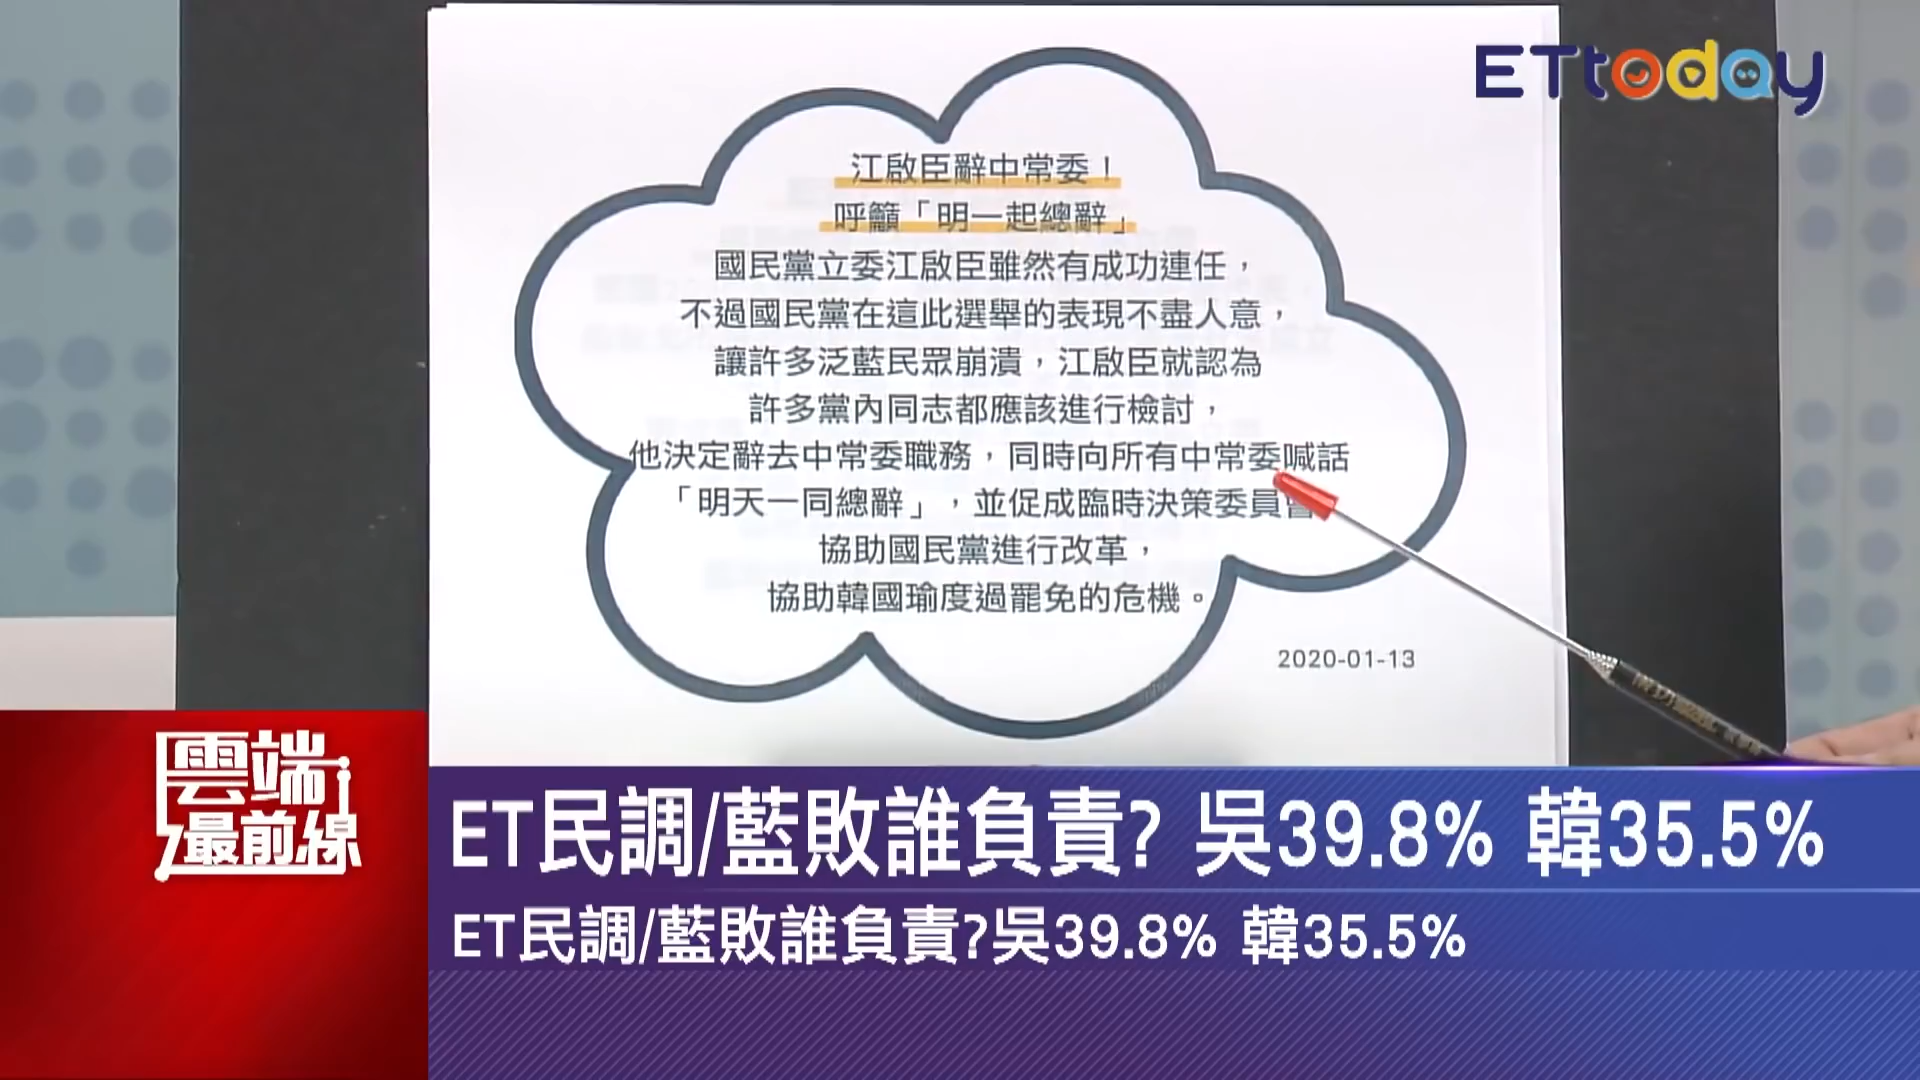 ETtoday
江啟臣辭中常委！
呼籲「明一起總辭」
國民黨立委江啟臣雖然有成功連任，
不過國民黨在這此選舉的表現不盡人意，
讓許多泛藍民眾崩潰，江啟臣就認為
許多黨內同志都應該進行檢討，
他決定辭去中常委職務，同時向所有中常委喊話
「明天一同總辭」，並促成臨時決策委員會
協助國民黨進行改革，
協助韓國瑜度過罷免的危機。
2020-01-13
雲端
最前線
ET民調/藍敗誰負責? 吳39.8% 韓35.5%
ET民調/藍敗誰負責?吳39.8% 韓35.5%